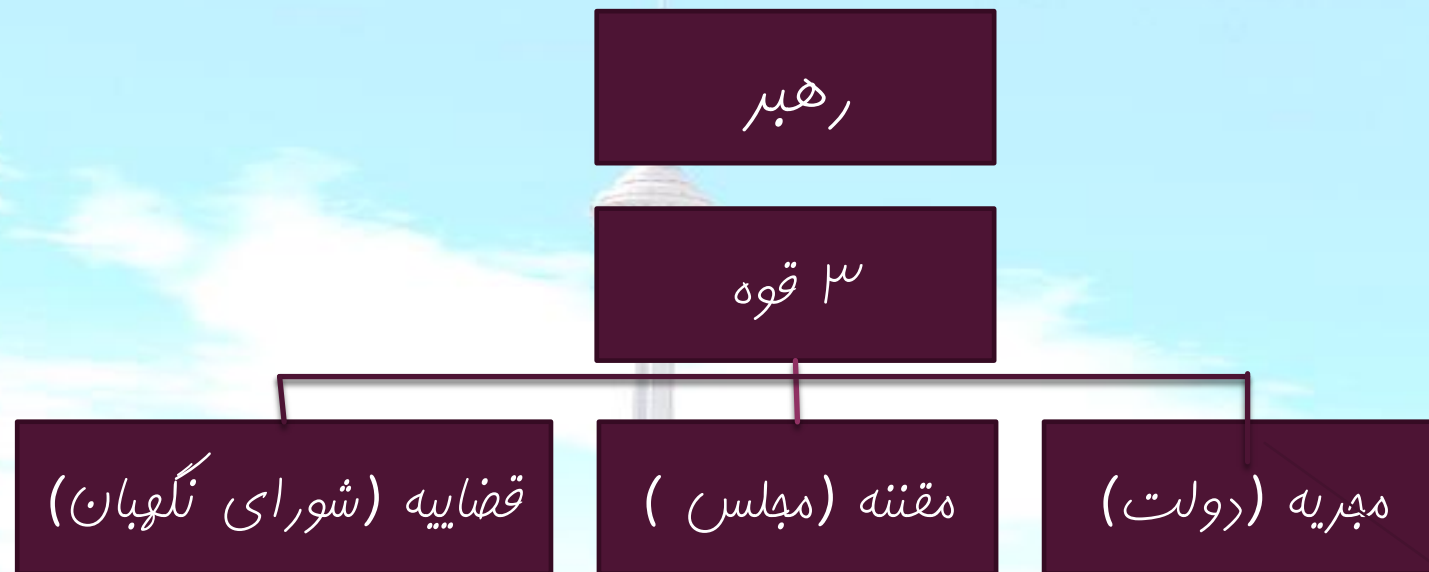 رهبر
۳ قوه
مجریه (دولت)
مقننه (مجلس )
قضاییه (شورای نگهبان)